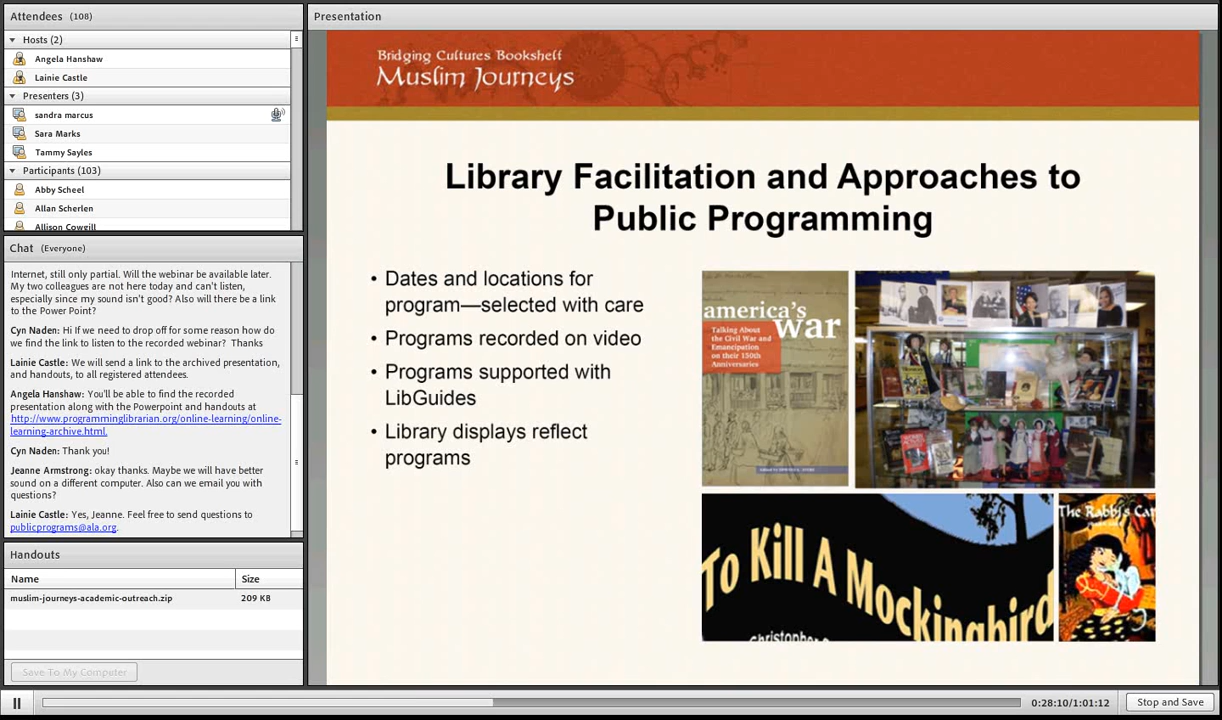 Attendees (108)
Hosts (2)
Angela Hanshaw
Lainie Castle
Presenters (3)
sandra marcus
Sara Marks
Tammy Sayles
Participants (103)
Abby Scheel
Allan Scherlen
Allison Cowgill
Chat (Everyone)
Internet, still only partial. Will the webinar be available later.
My two colleagues are not here today and can't listen,
especially since my sound isn't good? Also will there be a link
to the Power Point?
Cyn Naden: Hi If we need to drop off for some reason how do
we find the link to listen to the recorded webinar? Thanks
Lainie Castle: We will send a link to the archived presentation,
and handouts, to all registered attendees.
Angela Hanshaw: You'll be able to find the recorded
presentation along with the Powerpoint and handouts at
http://www.programminglibrarian.org/online-learning/online-
learning-archive.html.
Cyn Naden: Thank you!
Jeanne Armstrong: okay thanks. Maybe we will have better
sound on a different computer. Also can we email you with
questions?
Lainie Castle: Yes, Jeanne. Feel free to send questions to
publicprograms@ala.org.
Handouts
Name Size
muslim-journeys-academic-outreach.zip 209 KB
Save To My Computer
Presentation
Bridging Cultures Bookshelf
Muslim Journeys
Library Facilitation and Approaches to
Public Programming
• Dates and locations for
program—selected with care
• Programs recorded on video
• Programs supported with
LibGuides
• Library displays reflect
programs
america's
war
Talking About
the Civil War and
Emancipation
on their 150th
Anniversaries
To Kill A Mockingbird
Christopher
The Rabbi's Cat
0:28:10/1:01:12
Stop and Save